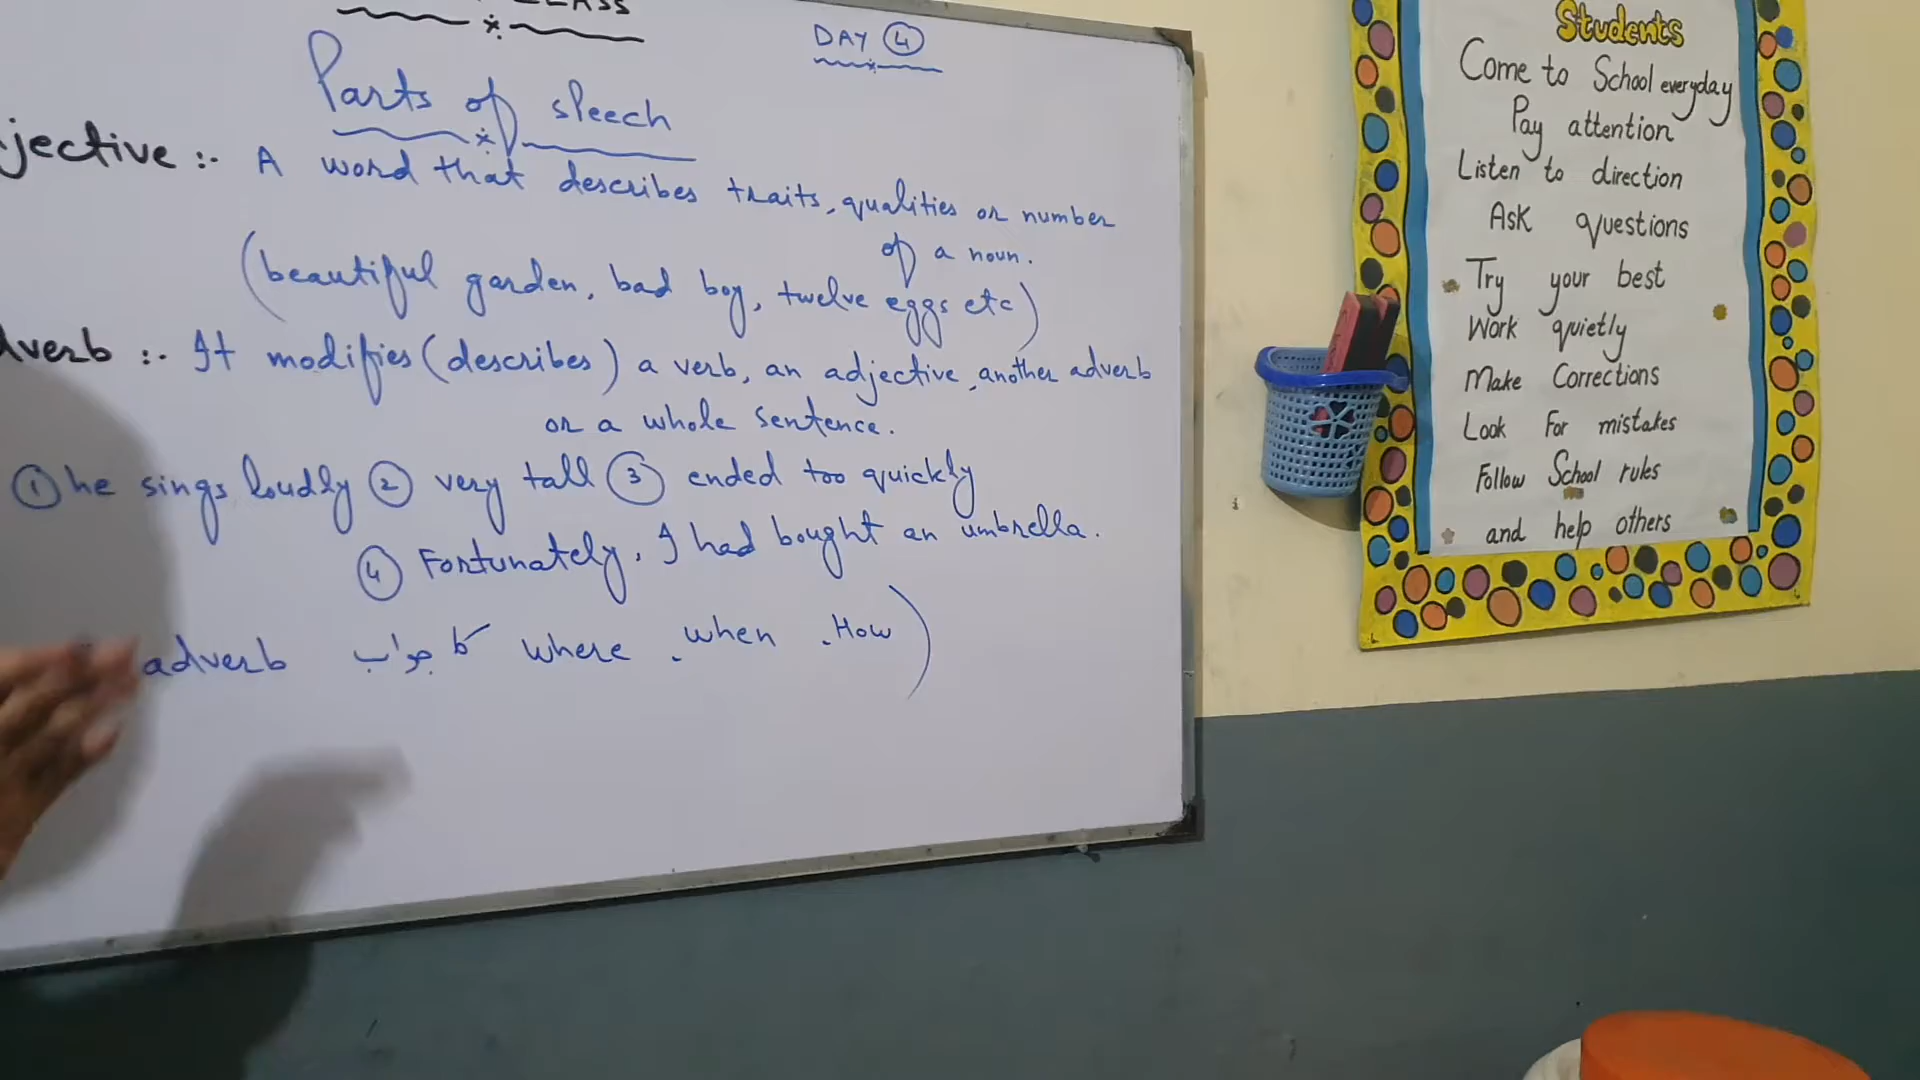 CLASS
DAY 4
Parts of speech
jective :- A word that describes traits, qualities or number
of a noun.
(beautiful garden, bad boy, twelve eggs etc)
dverb :- It modifies (describes) a verb, an adjective, another adverb
or a whole sentence.
① he sings loudly ② very tall ③ ended too quickly
④ Fortunately, I had bought an umbrella.
adverb کا جواب where . when . How)
Students
Come to School everyday
Pay attention
Listen to direction
Ask questions
Try your best
Work quietly
Make Corrections
Look For mistakes
Follow School rules
and help others